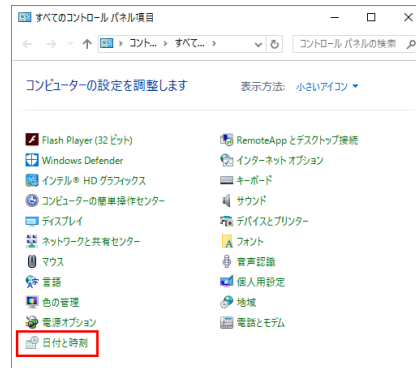 すべてのコントロール パネル項目
コント... › すべて... ›
コントロール パネルの検索
コンピューターの設定を調整します
表示方法: 小さいアイコン
Flash Player (32 ビット)
RemoteApp とデスクトップ接続
Windows Defender
インターネット オプション
インテル® HD グラフィックス
キーボード
コンピューターの簡単操作センター
サウンド
ディスプレイ
デバイスとプリンター
ネットワークと共有センター
フォント
マウス
音声認識
言語
個人用設定
色の管理
地域
電源オプション
電話とモデム
日付と時刻